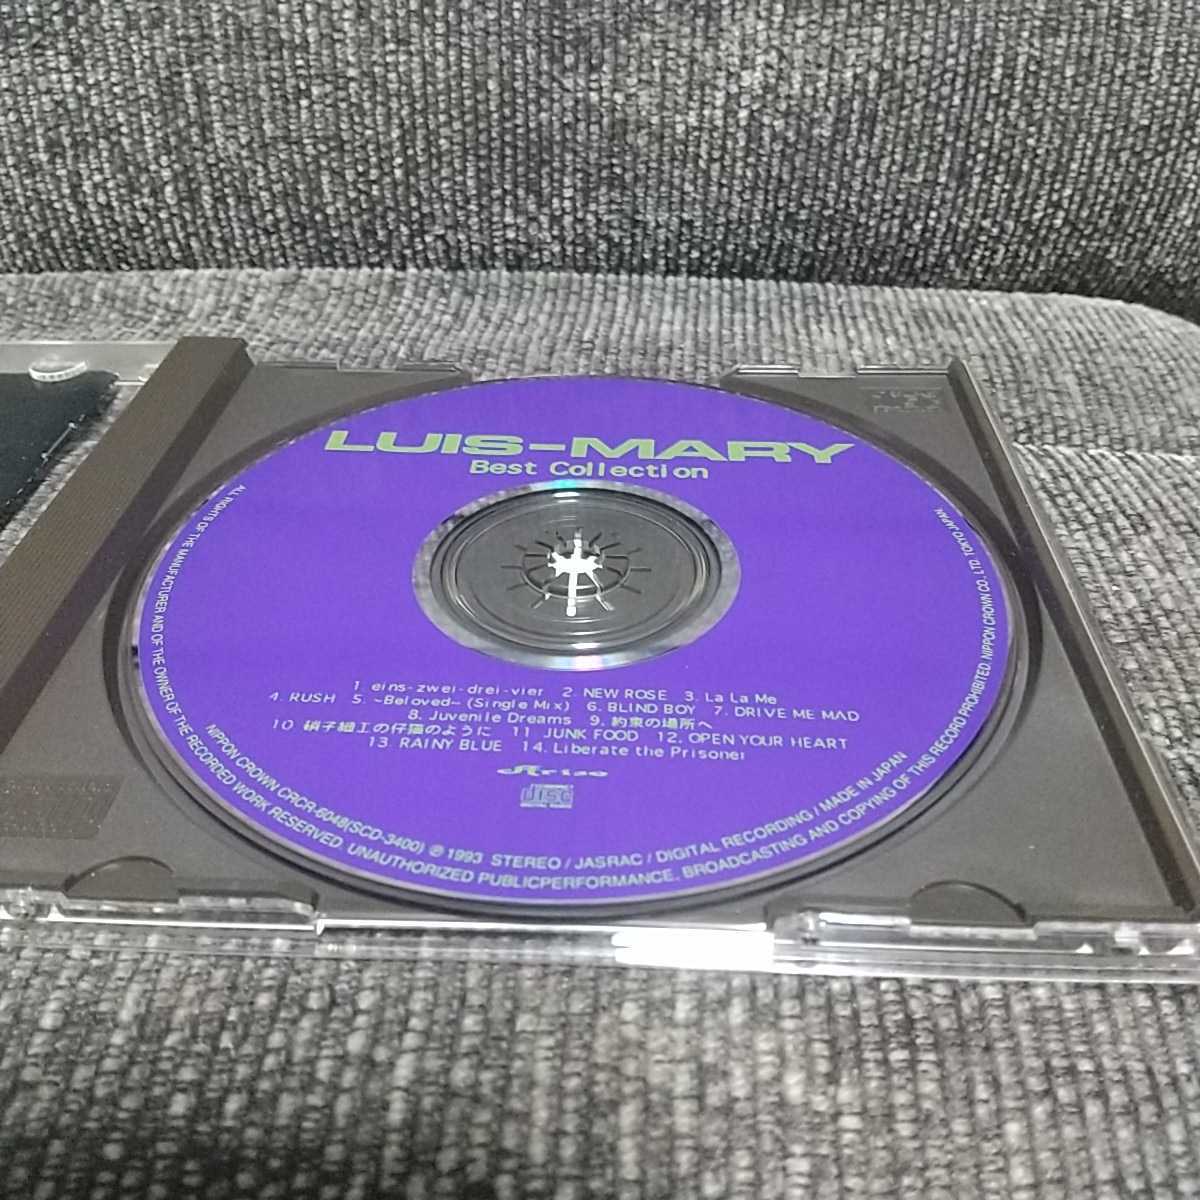 LUIS-MARY
Best Collection
1. eins-zwei-drei-vier 2. NEW ROSE 3. La La Me
4. RUSH 5. ~Beloved~ (Single Mix) 6. BLIND BOY 7. DRIVE ME MAD
8. Juvenile Dreams 9. 約束の場所へ
10. 硝子細工の仔猫のように 11. JUNK FOOD 12. OPEN YOUR HEART
13. RAINY BLUE 14. Liberate the Prisoner
Arise
COMPACT
disc
DIGITAL AUDIO
NIPPON CROWN CRCR-6048(SCD-3400) ℗ 1993 STEREO / JASRAC / DIGITAL RECORDING / MADE IN JAPAN
ALL RIGHTS OF THE MANUFACTURER AND OF THE OWNER OF THE RECORDED WORK RESERVED. UNAUTHORIZED PUBLICPERFORMANCE. BROADCASTING AND COPYING OF THIS RECORD PROHIBITED. NIPPON CROWN CO., LTD. TOKYO JAPAN.